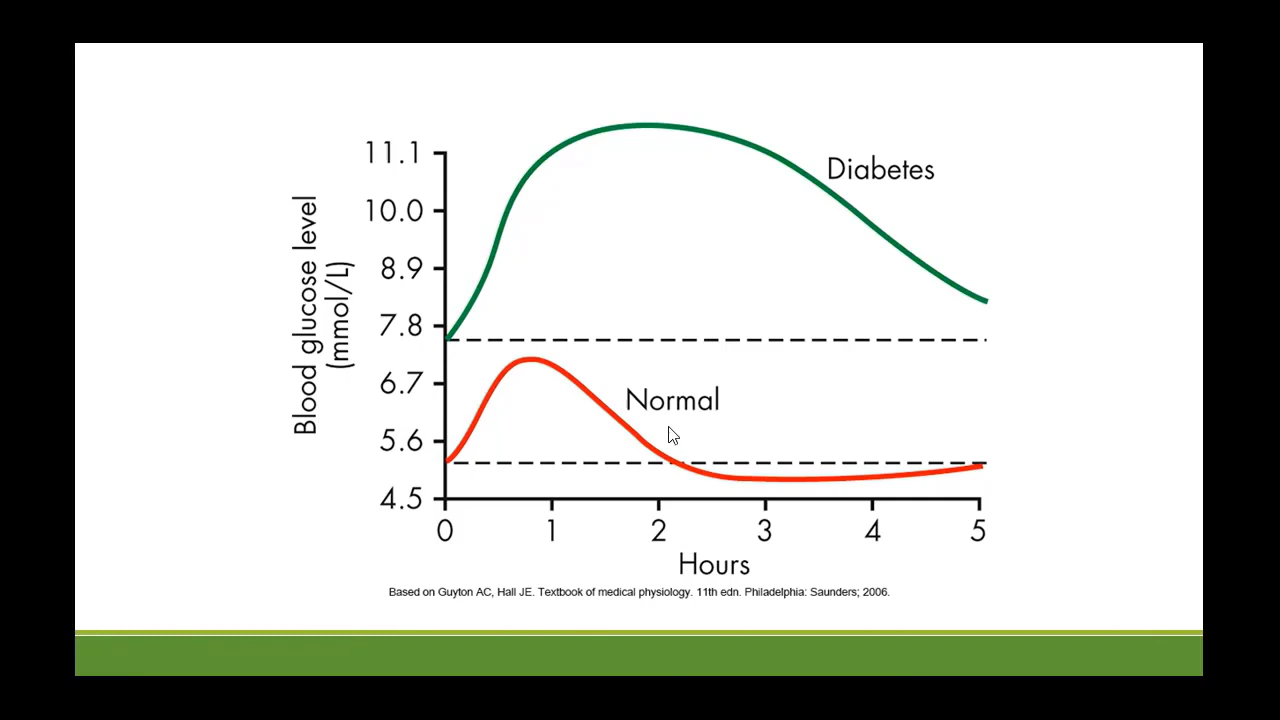 Blood glucose level
(mmol/L)
11.1
10.0
8.9
7.8
6.7
5.6
4.5
Diabetes
Normal
0 1 2 3 4 5
Hours
Based on Guyton AC, Hall JE. Textbook of medical physiology. 11th edn. Philadelphia: Saunders; 2006.